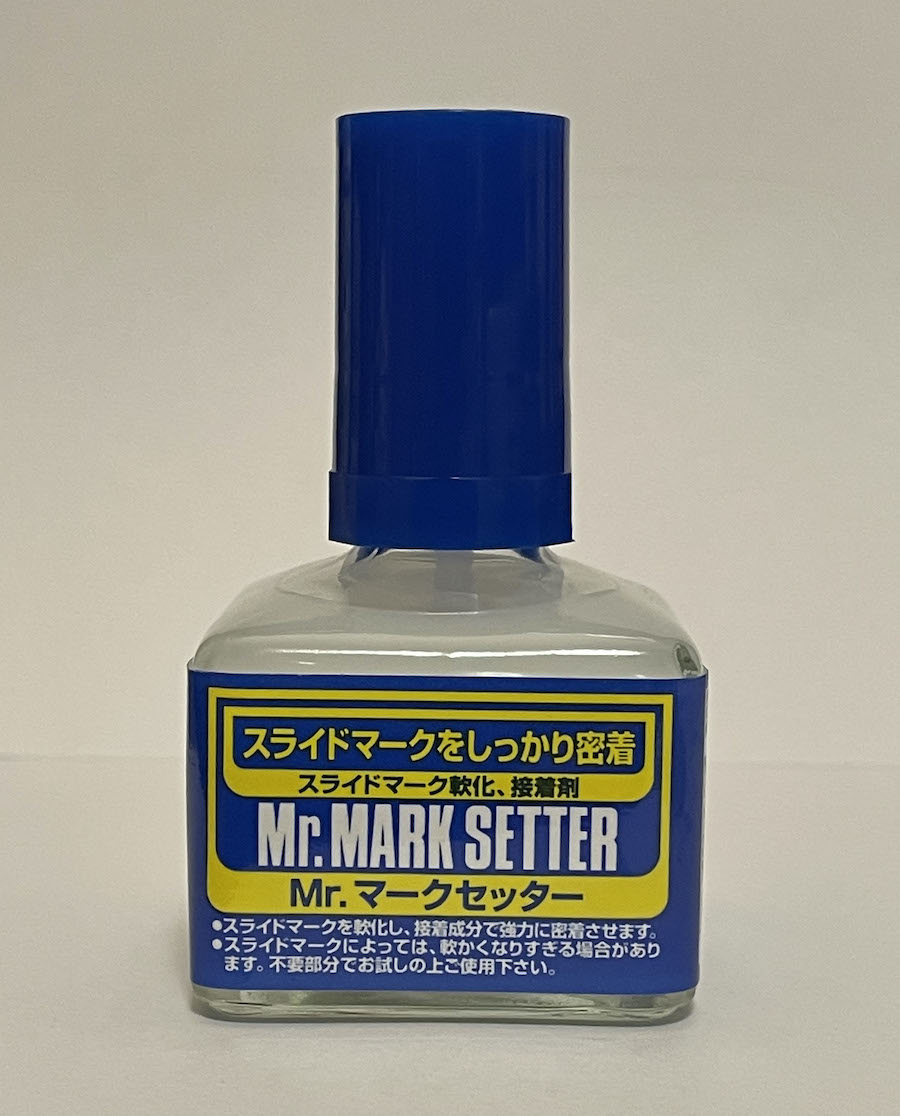 スライドマークをしっかり密着
スライドマーク軟化、接着剤
Mr.MARK SETTER
Mr.マークセッター
●スライドマークを軟化し、接着成分で強力に密着させます。
●スライドマークによっては、軟かくなりすぎる場合があり
ます。不要部分でお試しの上ご使用下さい。